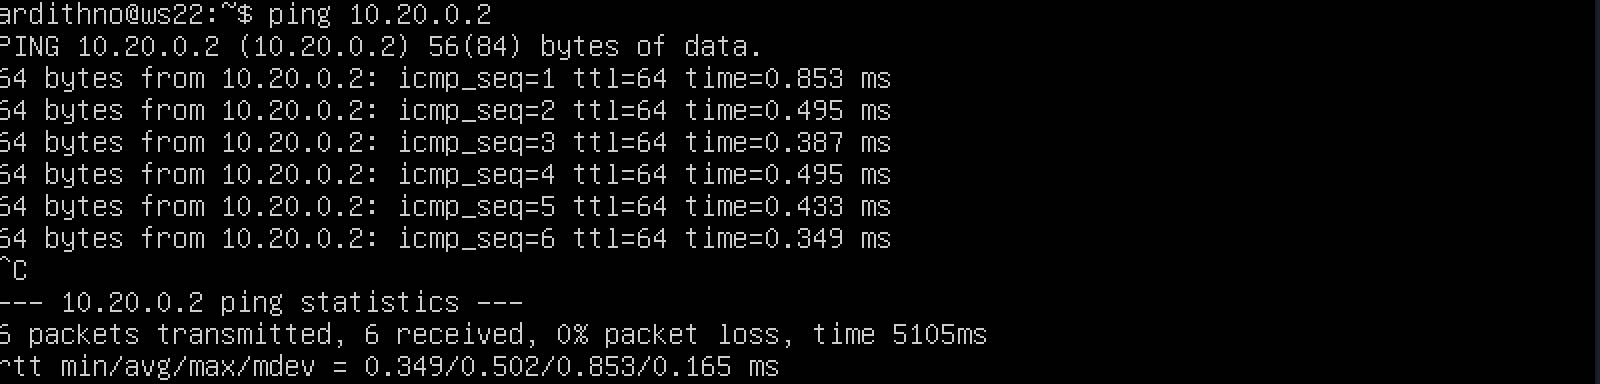 ardithno@ws22:~$ ping 10.20.0.2
PING 10.20.0.2 (10.20.0.2) 56(84) bytes of data.
64 bytes from 10.20.0.2: icmp_seq=1 ttl=64 time=0.853 ms
64 bytes from 10.20.0.2: icmp_seq=2 ttl=64 time=0.495 ms
64 bytes from 10.20.0.2: icmp_seq=3 ttl=64 time=0.387 ms
64 bytes from 10.20.0.2: icmp_seq=4 ttl=64 time=0.495 ms
64 bytes from 10.20.0.2: icmp_seq=5 ttl=64 time=0.433 ms
64 bytes from 10.20.0.2: icmp_seq=6 ttl=64 time=0.349 ms
^C
--- 10.20.0.2 ping statistics ---
6 packets transmitted, 6 received, 0% packet loss, time 5105ms
rtt min/avg/max/mdev = 0.349/0.502/0.853/0.165 ms